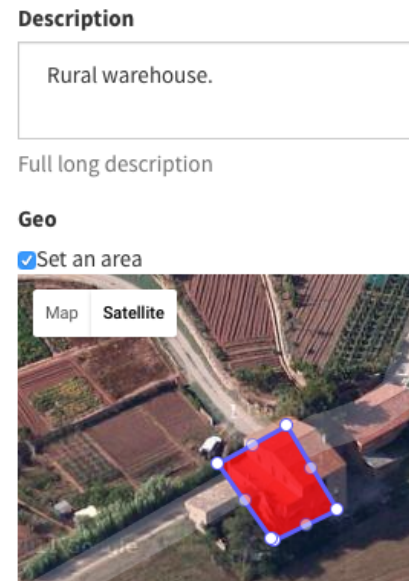 Description
Rural warehouse.
Full long description
Geo
Set an area
Map Satellite